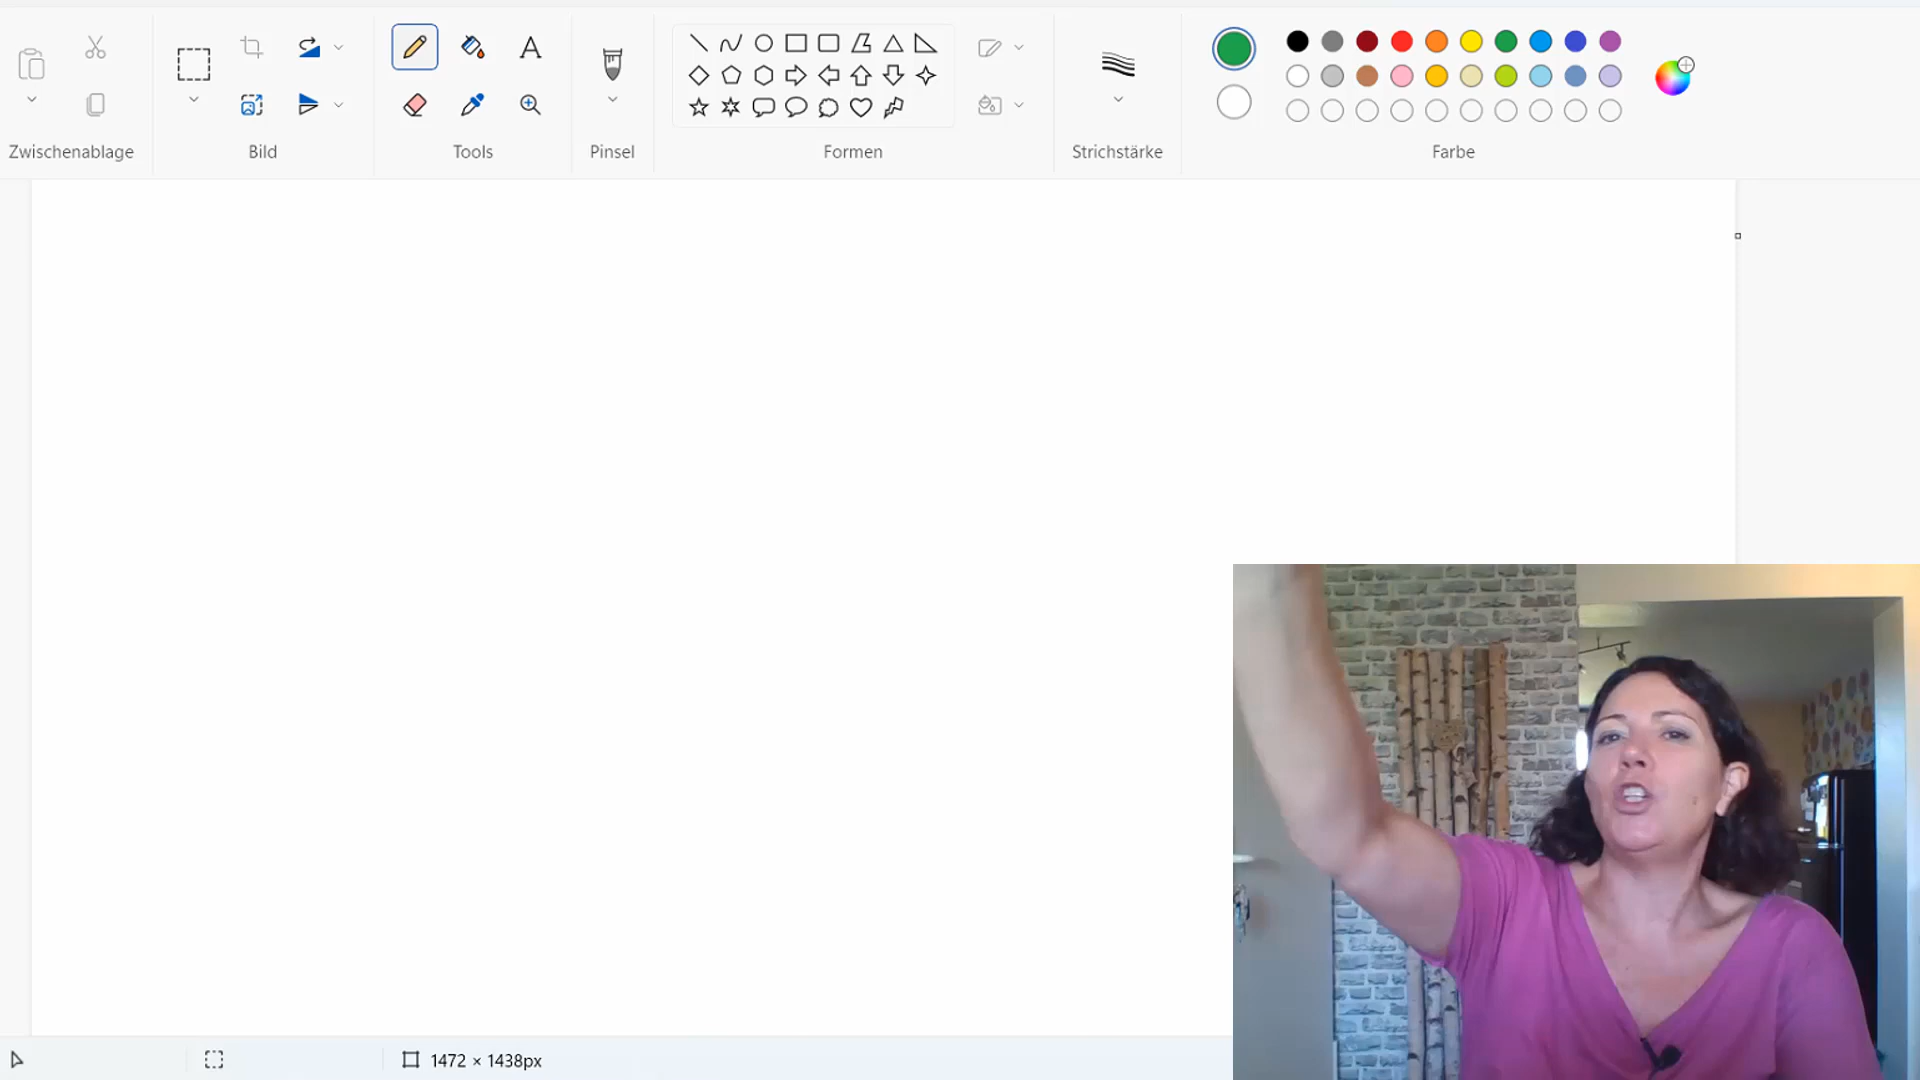 Zwischenablage
Bild
Tools
Pinsel
Formen
Strichstärke
Farbe
1472 × 1438px